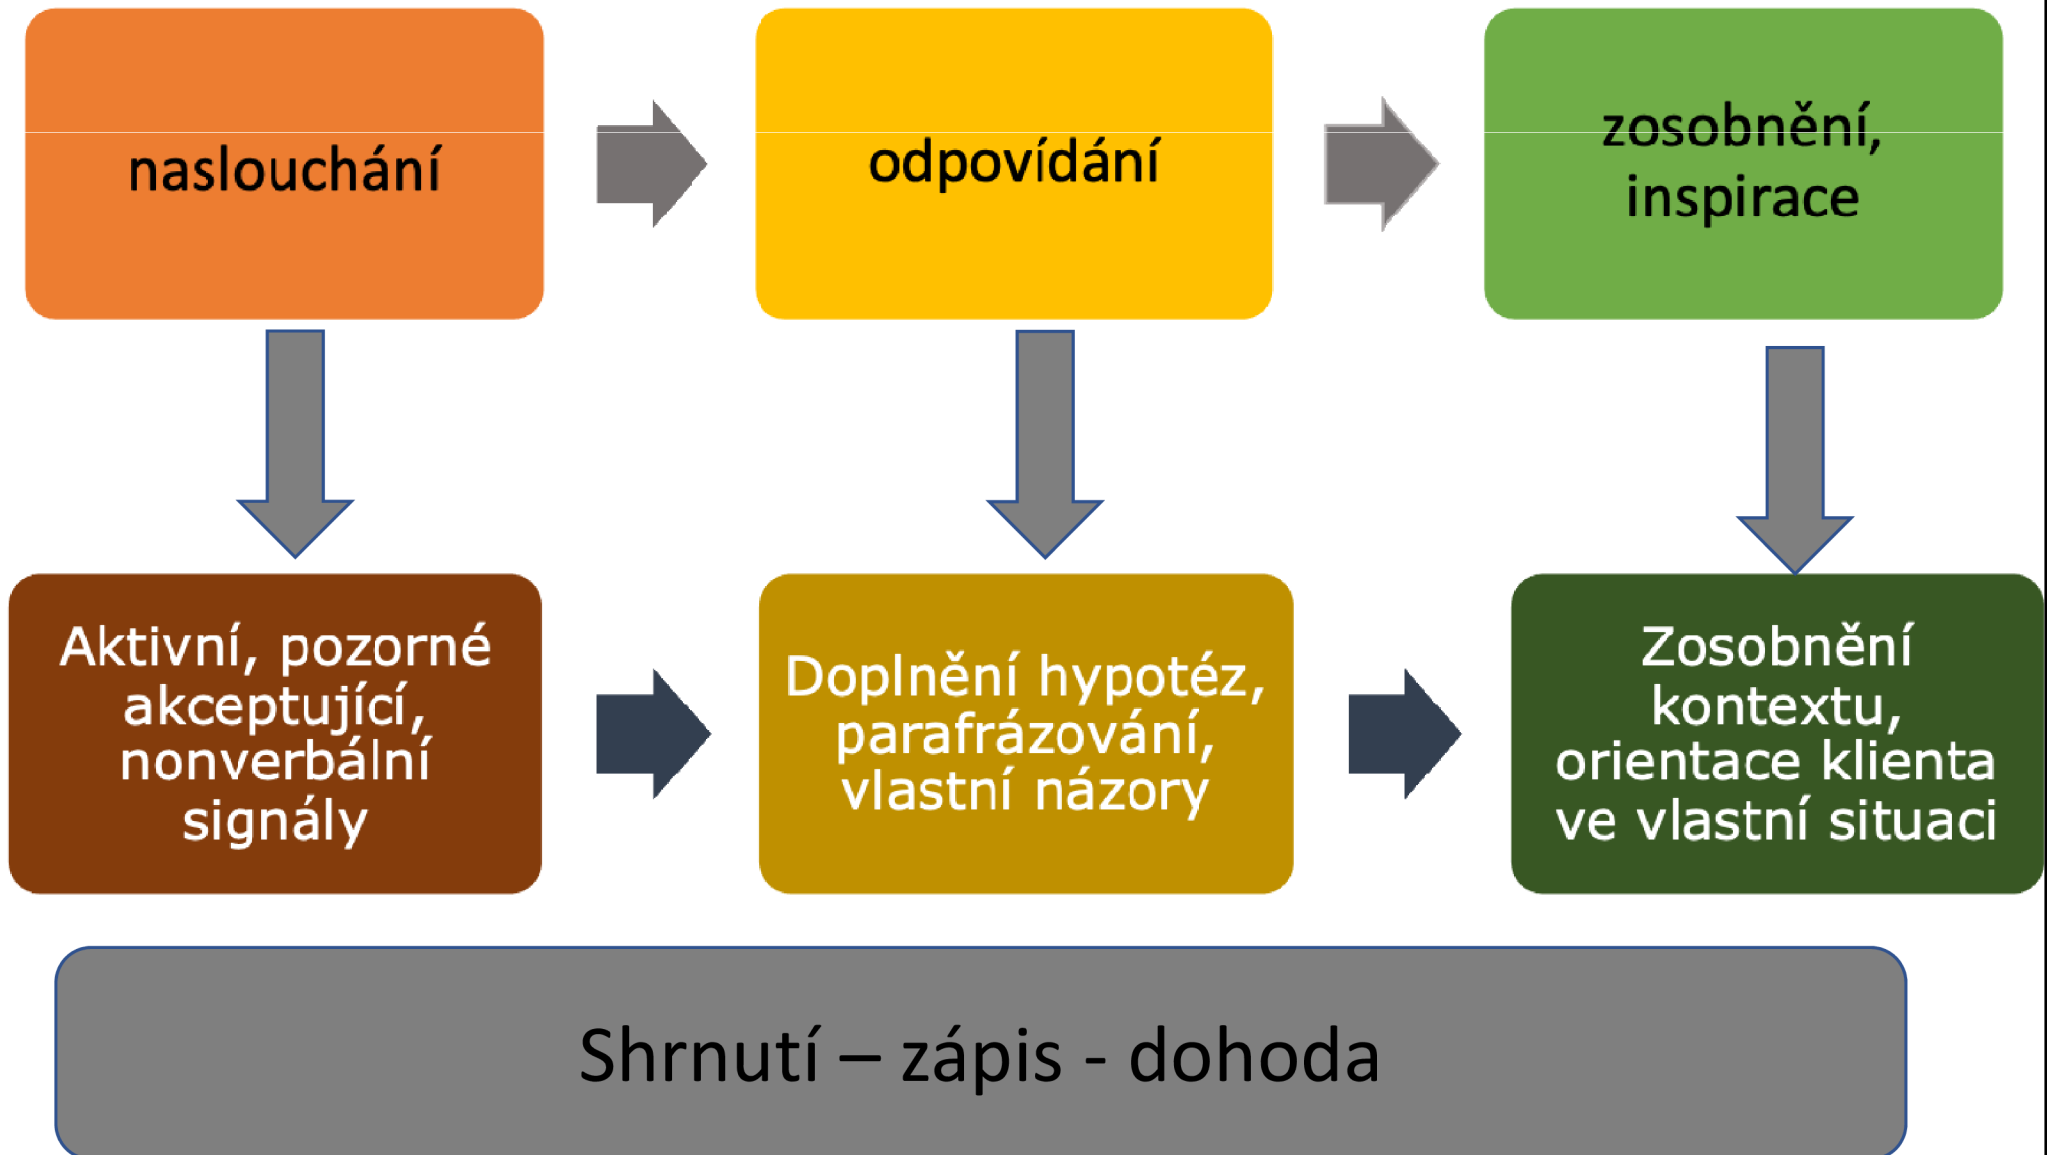 naslouchání
odpovídání
zosobnění,
inspirace
Aktivní, pozorné
akceptující,
nonverbální
signály
Doplnění hypotéz,
parafrázování,
vlastní názory
Zosobnění
kontextu,
orientace klienta
ve vlastní situaci
Shrnutí – zápis - dohoda